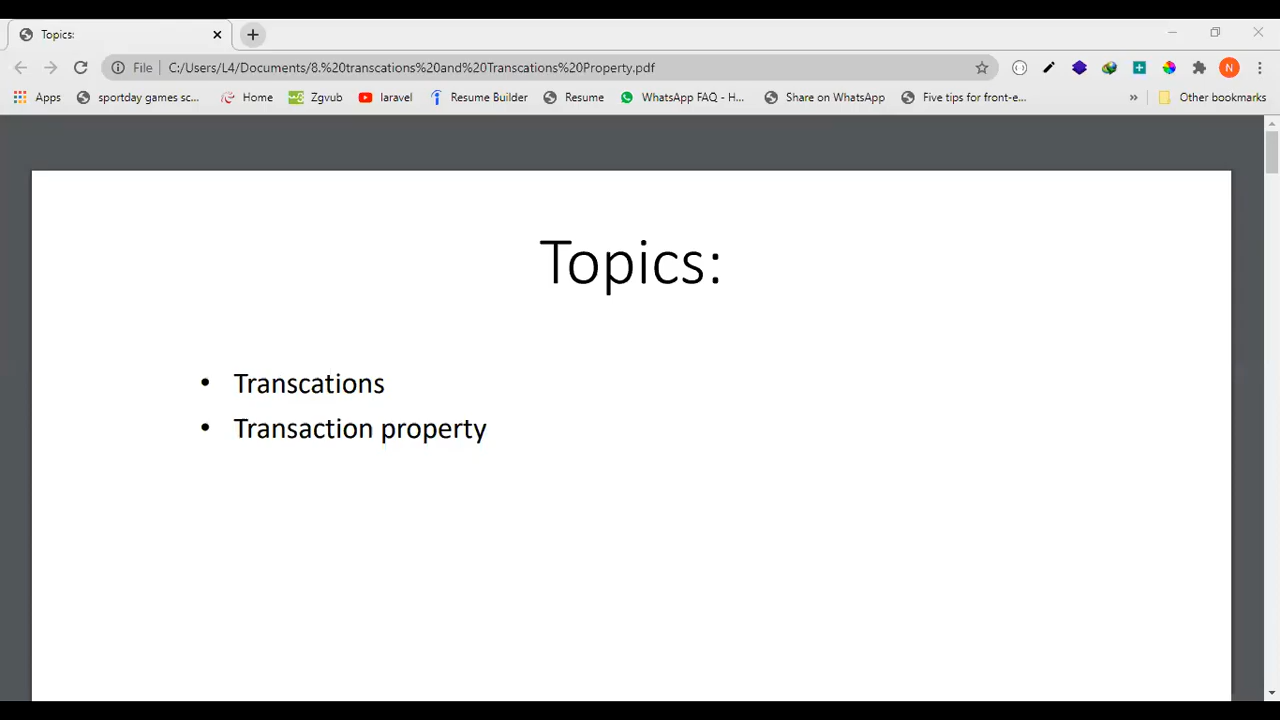 Topics:
File | C:/Users/L4/Documents/8.%20transcations%20and%20Transcations%20Property.pdf
N
Apps
sportday games sc...
Home
Zgvub
laravel
Resume Builder
Resume
WhatsApp FAQ - H...
Share on WhatsApp
Five tips for front-e...
»
Other bookmarks
Topics:
• Transcations
• Transaction property